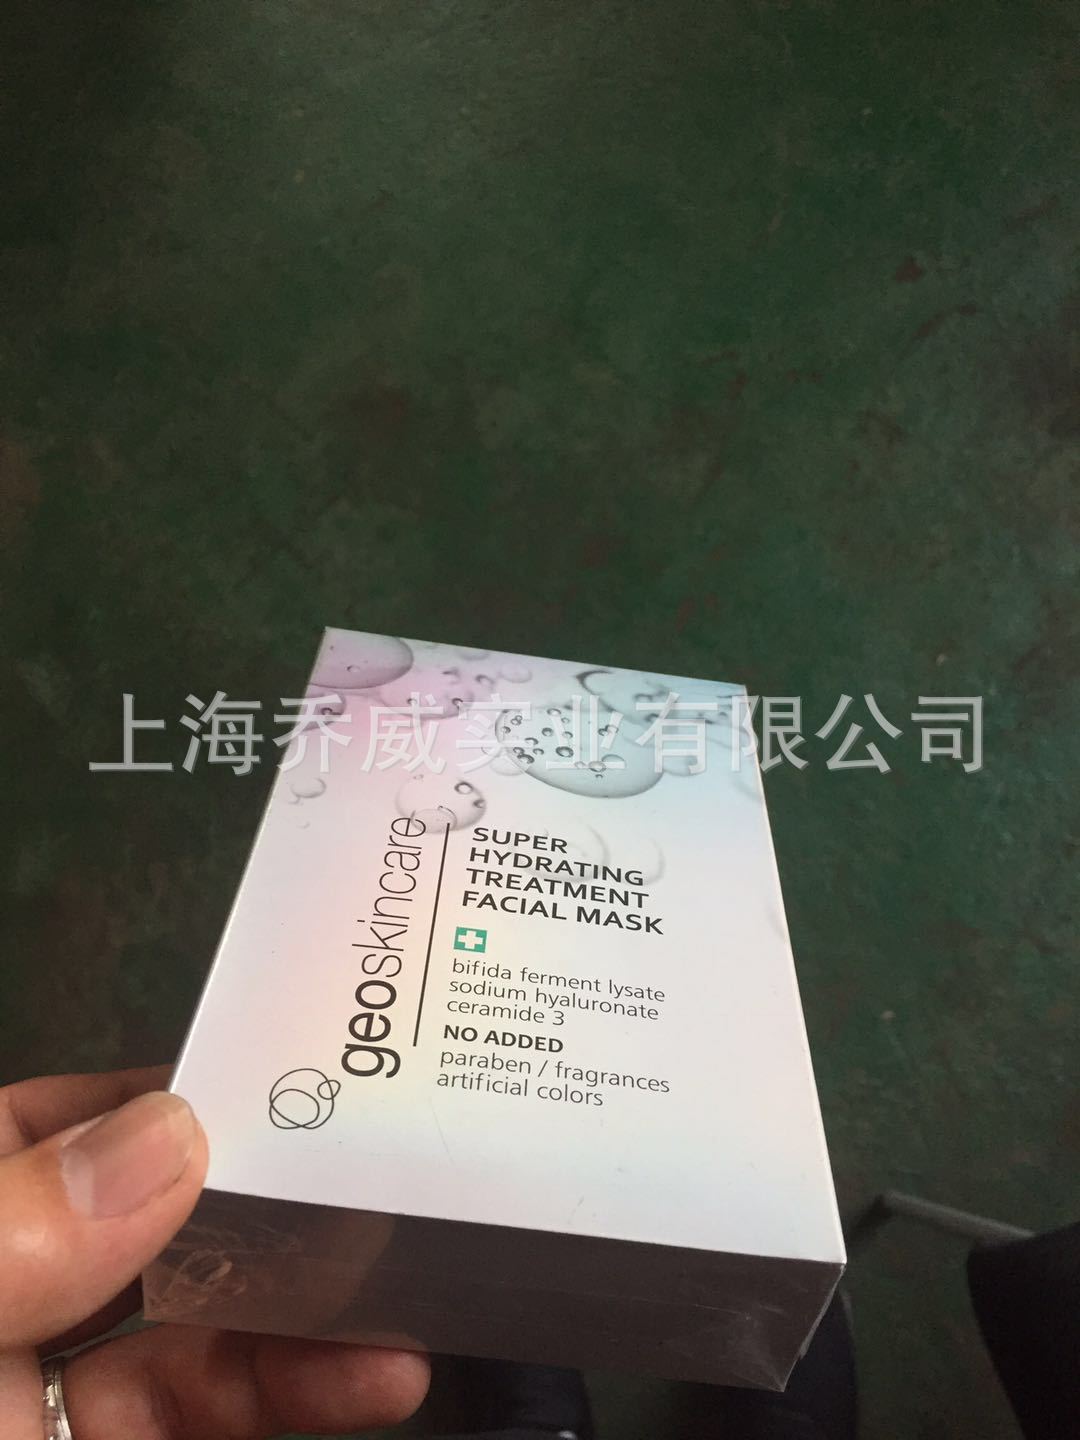 上海乔威实业有限公司
geoskincare
SUPER
HYDRATING
TREATMENT
FACIAL MASK
bifida ferment lysate
sodium hyaluronate
ceramide 3
NO ADDED
paraben / fragrances
artificial colors